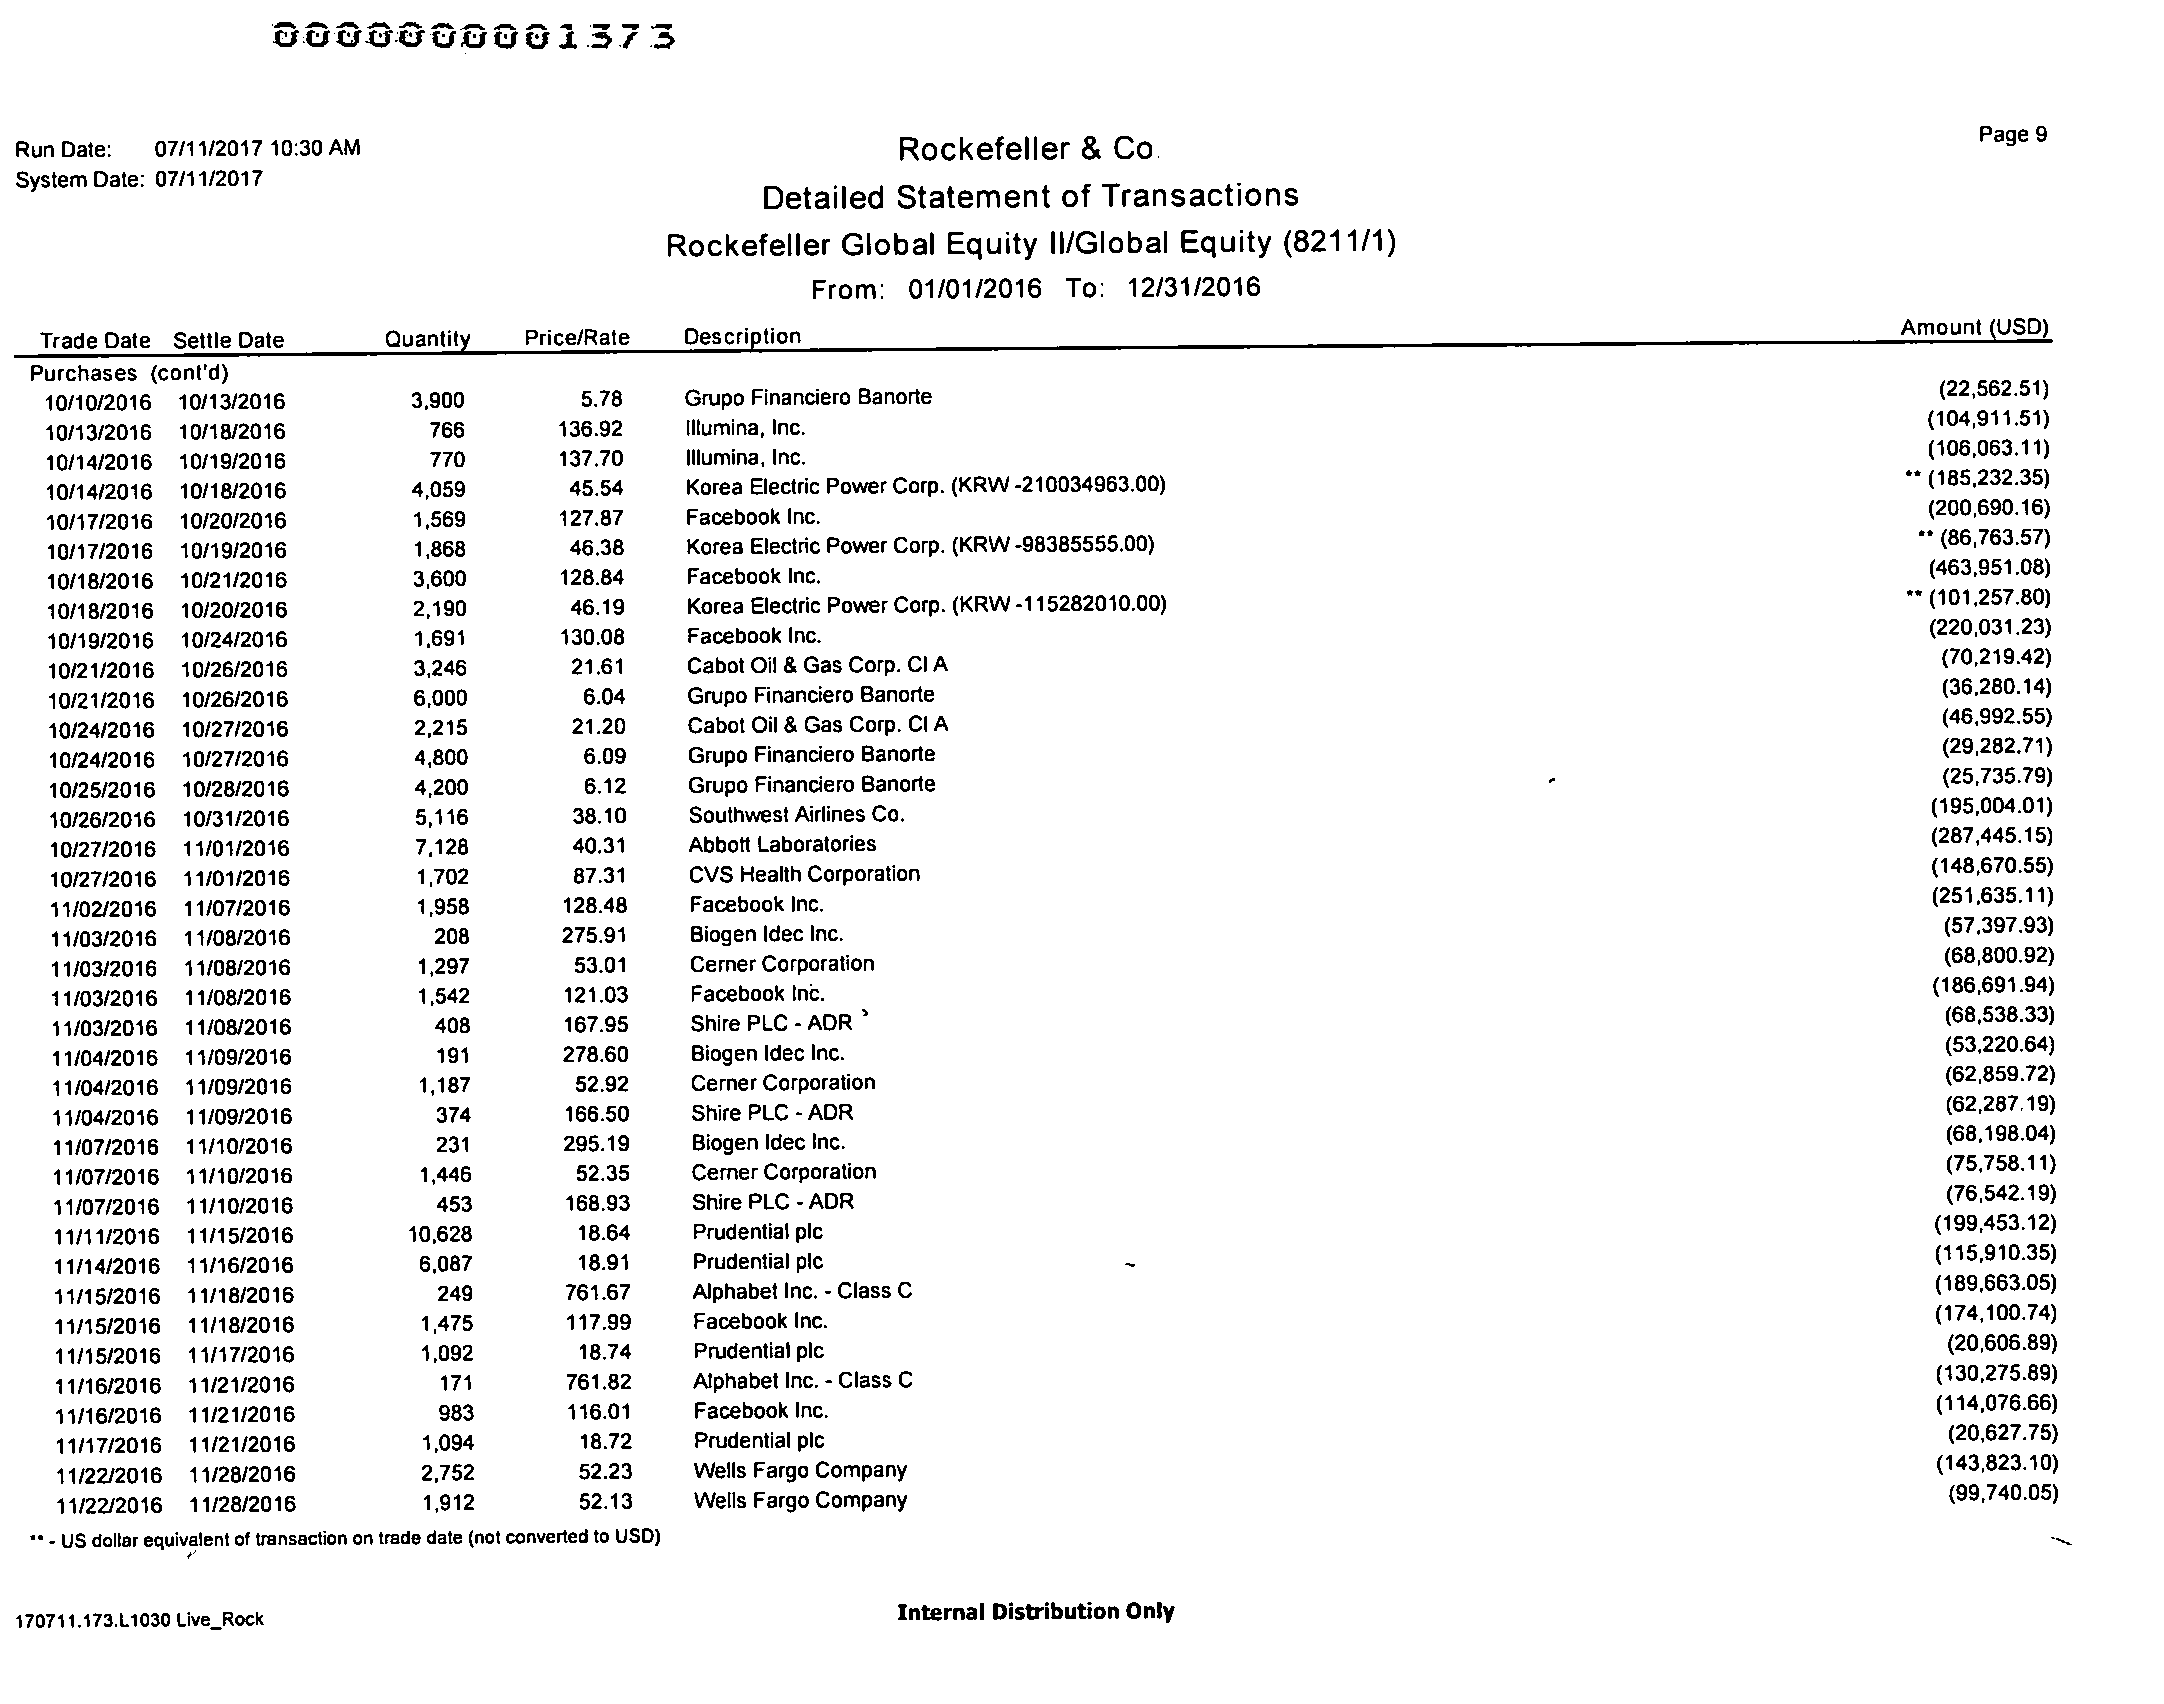 0000000001373
Run Date: 07/11/2017 10:30 AM
Rockefeller & Co.
Page 9
System Date: 07/11/2017
Detailed Statement of Transactions
Rockefeller Global Equity II/Global Equity (8211/1)
From: 01/01/2016 To: 12/31/2016
Trade Date Settle Date Quantity Price/Rate Description Amount (USD)
Purchases (cont'd)
10/10/2016 10/13/2016 3,900 5.78 Grupo Financiero Banorte (22,562.51)
10/13/2016 10/18/2016 766 136.92 Illumina, Inc. (104,911.51)
10/14/2016 10/19/2016 770 137.70 Illumina, Inc. (106,063.11)
10/14/2016 10/18/2016 4,059 45.54 Korea Electric Power Corp. (KRW -210034963.00) ** (185,232.35)
10/17/2016 10/20/2016 1,569 127.87 Facebook Inc. (200,690.16)
10/17/2016 10/19/2016 1,868 46.38 Korea Electric Power Corp. (KRW -98385555.00) ** (86,763.57)
10/18/2016 10/21/2016 3,600 128.84 Facebook Inc. (463,951.08)
10/18/2016 10/20/2016 2,190 46.19 Korea Electric Power Corp. (KRW -115282010.00) ** (101,257.80)
10/19/2016 10/24/2016 1,691 130.08 Facebook Inc. (220,031.23)
10/21/2016 10/26/2016 3,246 21.61 Cabot Oil & Gas Corp. Cl A (70,219.42)
10/21/2016 10/26/2016 6,000 6.04 Grupo Financiero Banorte (36,280.14)
10/24/2016 10/27/2016 2,215 21.20 Cabot Oil & Gas Corp. Cl A (46,992.55)
10/24/2016 10/27/2016 4,800 6.09 Grupo Financiero Banorte (29,282.71)
10/25/2016 10/28/2016 4,200 6.12 Grupo Financiero Banorte (25,735.79)
10/26/2016 10/31/2016 5,116 38.10 Southwest Airlines Co. (195,004.01)
10/27/2016 11/01/2016 7,128 40.31 Abbott Laboratories (287,445.15)
10/27/2016 11/01/2016 1,702 87.31 CVS Health Corporation (148,670.55)
11/02/2016 11/07/2016 1,958 128.48 Facebook Inc. (251,635.11)
11/03/2016 11/08/2016 208 275.91 Biogen Idec Inc. (57,397.93)
11/03/2016 11/08/2016 1,297 53.01 Cerner Corporation (68,800.92)
11/03/2016 11/08/2016 1,542 121.03 Facebook Inc. (186,691.94)
11/03/2016 11/08/2016 408 167.95 Shire PLC - ADR (68,538.33)
11/04/2016 11/09/2016 191 278.60 Biogen Idec Inc. (53,220.64)
11/04/2016 11/09/2016 1,187 52.92 Cerner Corporation (62,859.72)
11/04/2016 11/09/2016 374 166.50 Shire PLC - ADR (62,287.19)
11/07/2016 11/10/2016 231 295.19 Biogen Idec Inc. (68,198.04)
11/07/2016 11/10/2016 1,446 52.35 Cerner Corporation (75,758.11)
11/07/2016 11/10/2016 453 168.93 Shire PLC - ADR (76,542.19)
11/11/2016 11/15/2016 10,628 18.64 Prudential plc (199,453.12)
11/14/2016 11/16/2016 6,087 18.91 Prudential plc (115,910.35)
11/15/2016 11/18/2016 249 761.67 Alphabet Inc. - Class C (189,663.05)
11/15/2016 11/18/2016 1,475 117.99 Facebook Inc. (174,100.74)
11/15/2016 11/17/2016 1,092 18.74 Prudential plc (20,606.89)
11/16/2016 11/21/2016 171 761.82 Alphabet Inc. - Class C (130,275.89)
11/16/2016 11/21/2016 983 116.01 Facebook Inc. (114,076.66)
11/17/2016 11/21/2016 1,094 18.72 Prudential plc (20,627.75)
11/22/2016 11/28/2016 2,752 52.23 Wells Fargo Company (143,823.10)
11/22/2016 11/28/2016 1,912 52.13 Wells Fargo Company (99,740.05)
** - US dollar equivalent of transaction on trade date (not converted to USD)
170711.173.L1030 Live_Rock
Internal Distribution Only